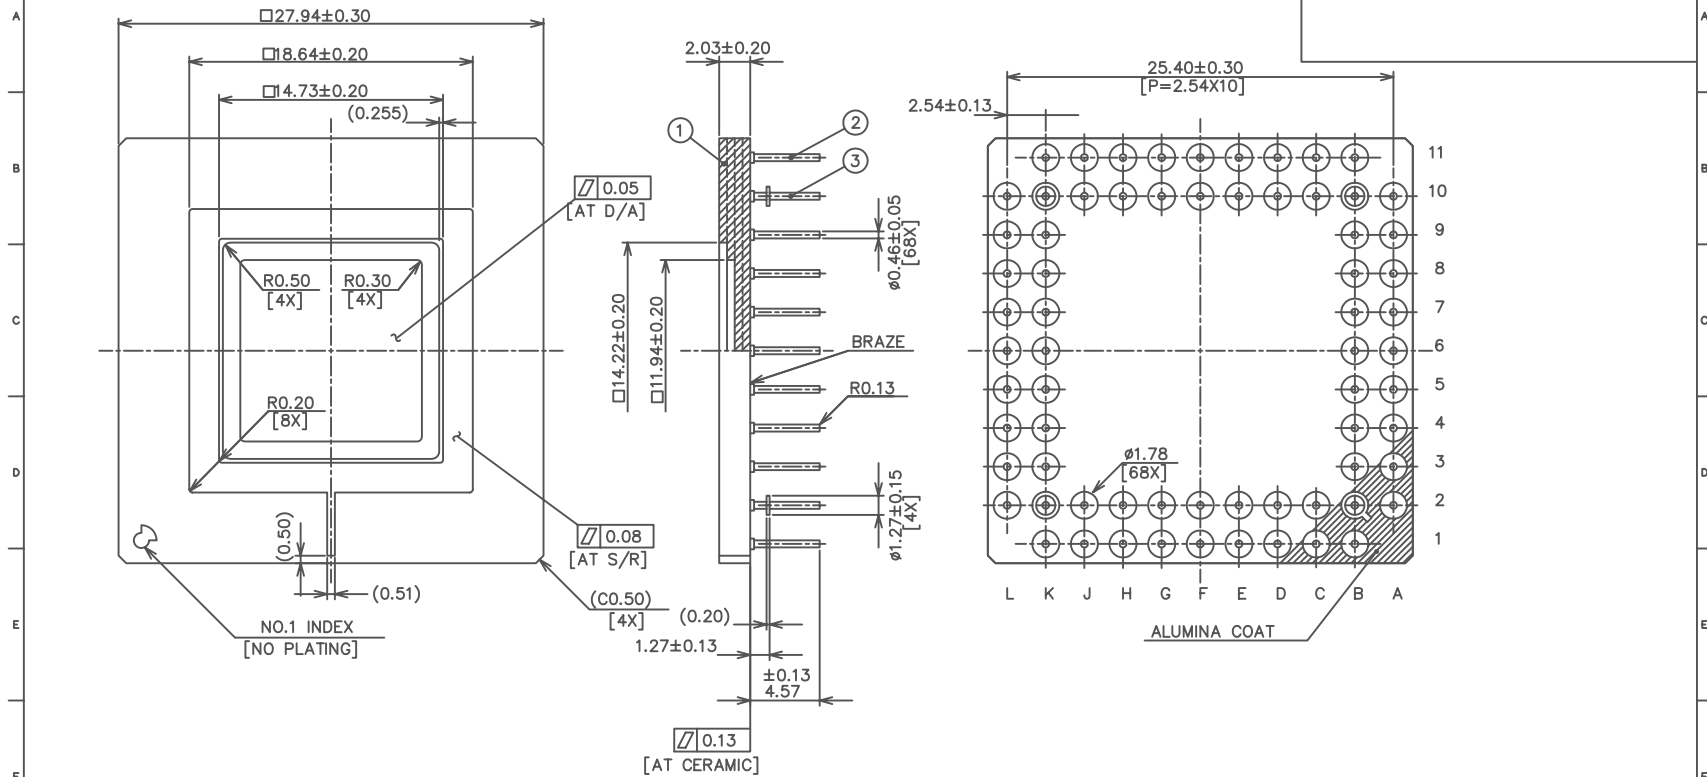 A
A
□27.94±0.30
□18.64±0.20
□14.73±0.20
(0.255)
2.03±0.20
25.40±0.30
[P=2.54X10]
2.54±0.13
1
2
3
B
B
▱ 0.05
[AT D/A]
R0.50
[4X]
R0.30
[4X]
□14.22±0.20
□11.94±0.20
ø0.46±0.05
[68X]
C
C
BRAZE
R0.13
R0.20
[8X]
ø1.27±0.15
[4X]
ø1.78
[68X]
11
10
9
8
7
6
5
4
3
2
1
D
D
(0.50)
▱ 0.08
[AT S/R]
(0.51)
(C0.50)
[4X]
(0.20)
L K J H G F E D C B A
E
E
NO.1 INDEX
[NO PLATING]
1.27±0.13
±0.13
4.57
ALUMINA COAT
▱ 0.13
[AT CERAMIC]
F